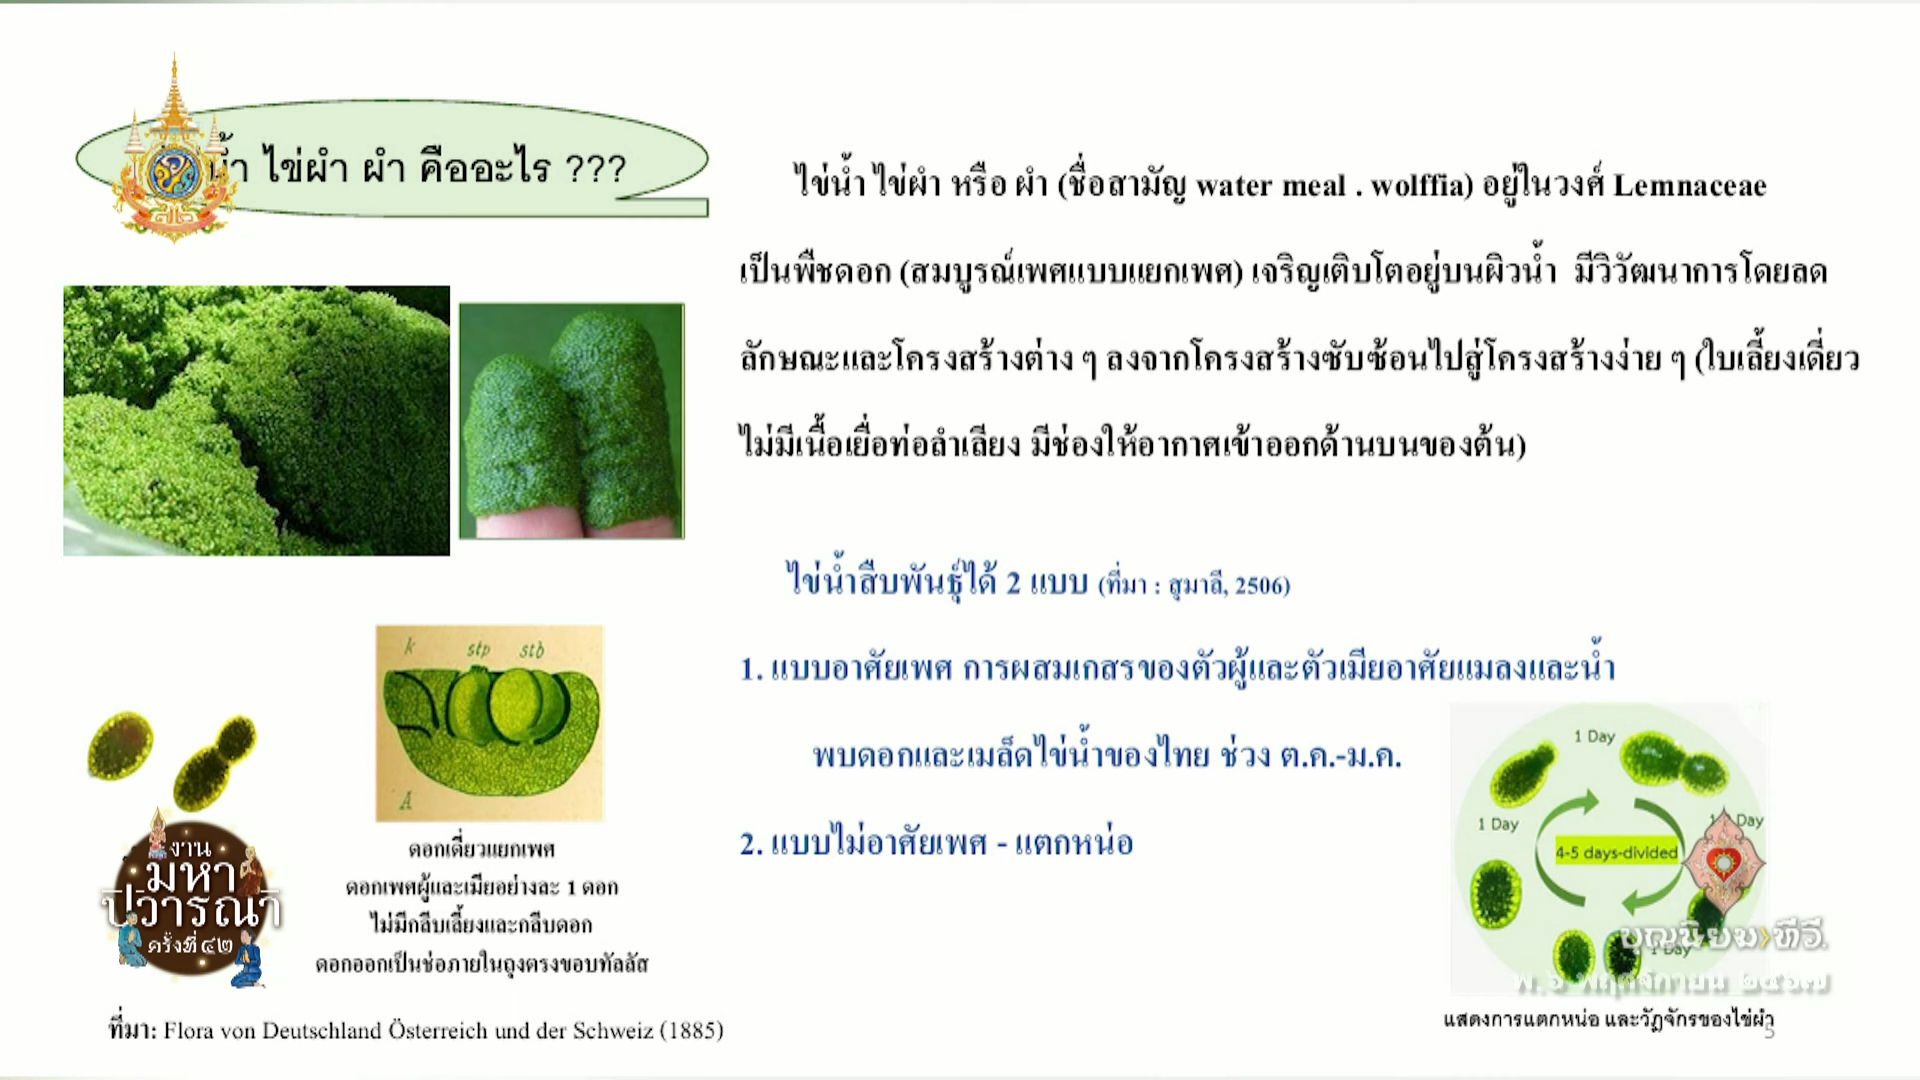 น้ำ ไข่ผำ ผำ คืออะไร ???
ไข่น้ำ ไข่ผำ หรือ ผำ (ชื่อสามัญ water meal . wolffia) อยู่ในวงศ์ Lemnaceae
เป็นพืชดอก (สมบูรณ์เพศแบบแยกเพศ) เจริญเติบโตอยู่บนผิวน้ำ มีวิวัฒนาการโดยลด
ลักษณะและโครงสร้างต่าง ๆ ลงจากโครงสร้างซับซ้อนไปสู่โครงสร้างง่าย ๆ (ใบเลี้ยงเดี่ยว
ไม่มีเนื้อเยื่อท่อลำเลียง มีช่องให้อากาศเข้าออกด้านบนของต้น)
ไข่น้ำสืบพันธุ์ได้ 2 แบบ (ที่มา : สุมาลี, 2506)
1. แบบอาศัยเพศ การผสมเกสรของตัวผู้และตัวเมียอาศัยแมลงและน้ำ
พบดอกและเมล็ดไข่น้ำของไทย ช่วง ต.ค.-ม.ค.
2. แบบไม่อาศัยเพศ - แตกหน่อ
k stp stb
A
ดอกเดี่ยวแยกเพศ
ดอกเพศผู้และเมียอย่างละ 1 ดอก
ไม่มีกลีบเลี้ยงและกลีบดอก
ดอกออกเป็นช่อภายในถุงตรงขอบทัลลัส
ที่มา: Flora von Deutschland Österreich und der Schweiz (1885)
งาน
มหา
ปวารณา
ครั้งที่ ๔๒
1 Day
1 Day
Day
4-5 days-divided
1 Day
บุญนิยมทีวี
พ. ๖ พฤศจิกายน ๒๕๖๗
แสดงการแตกหน่อ และวัฏจักรของไข่ผำ
5